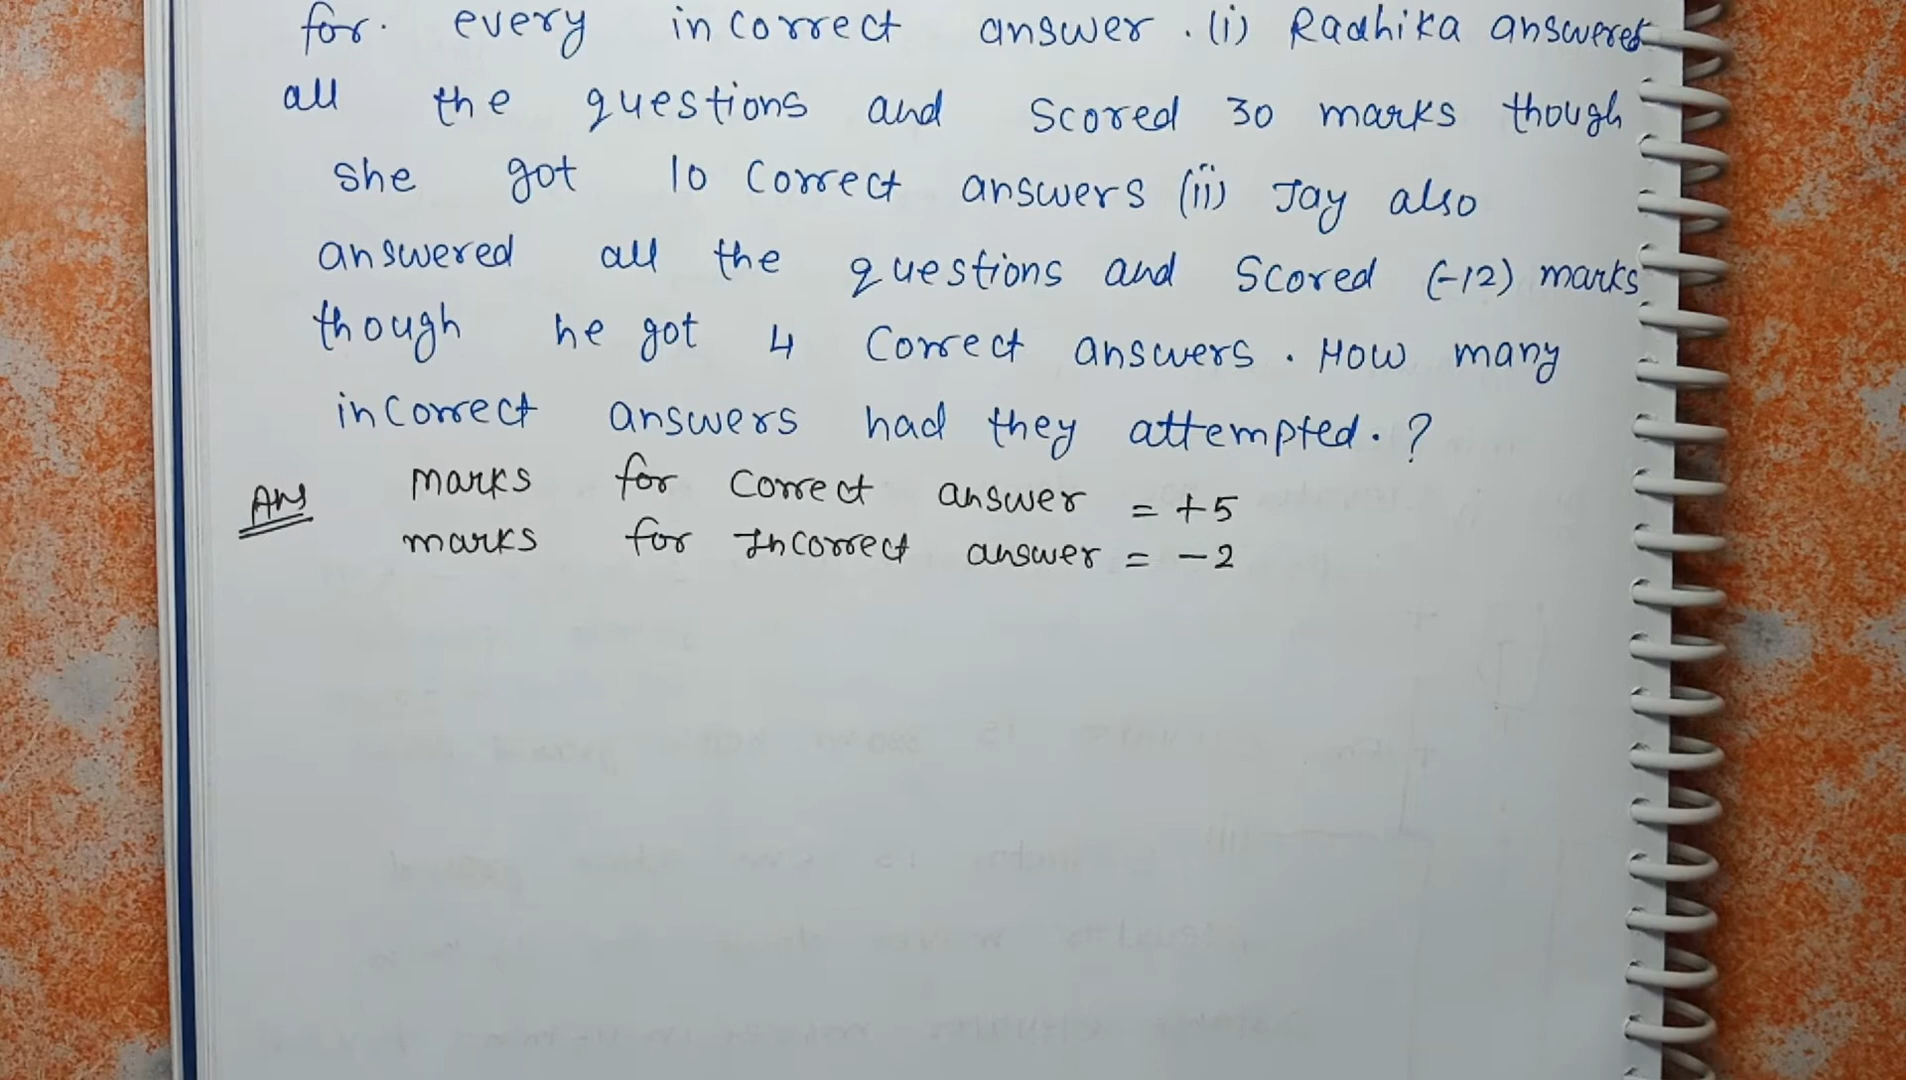 for. every incorrect answer. (i) Radhika answered
all the questions and scored 30 marks though
she got 10 correct answers (ii) Jay also
answered all the questions and scored (-12) marks
though he got 4 correct answers. How many
incorrect answers had they attempted.?
Ans marks for correct answer = +5
marks for Incorrect answer = -2